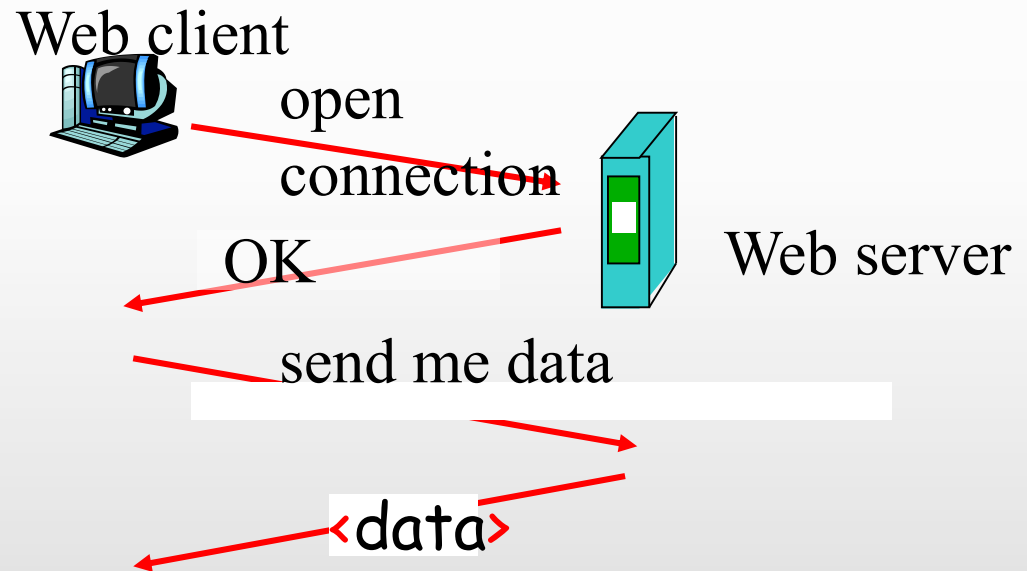 Web client
open
connection
OK
Web server
send me data
<data>